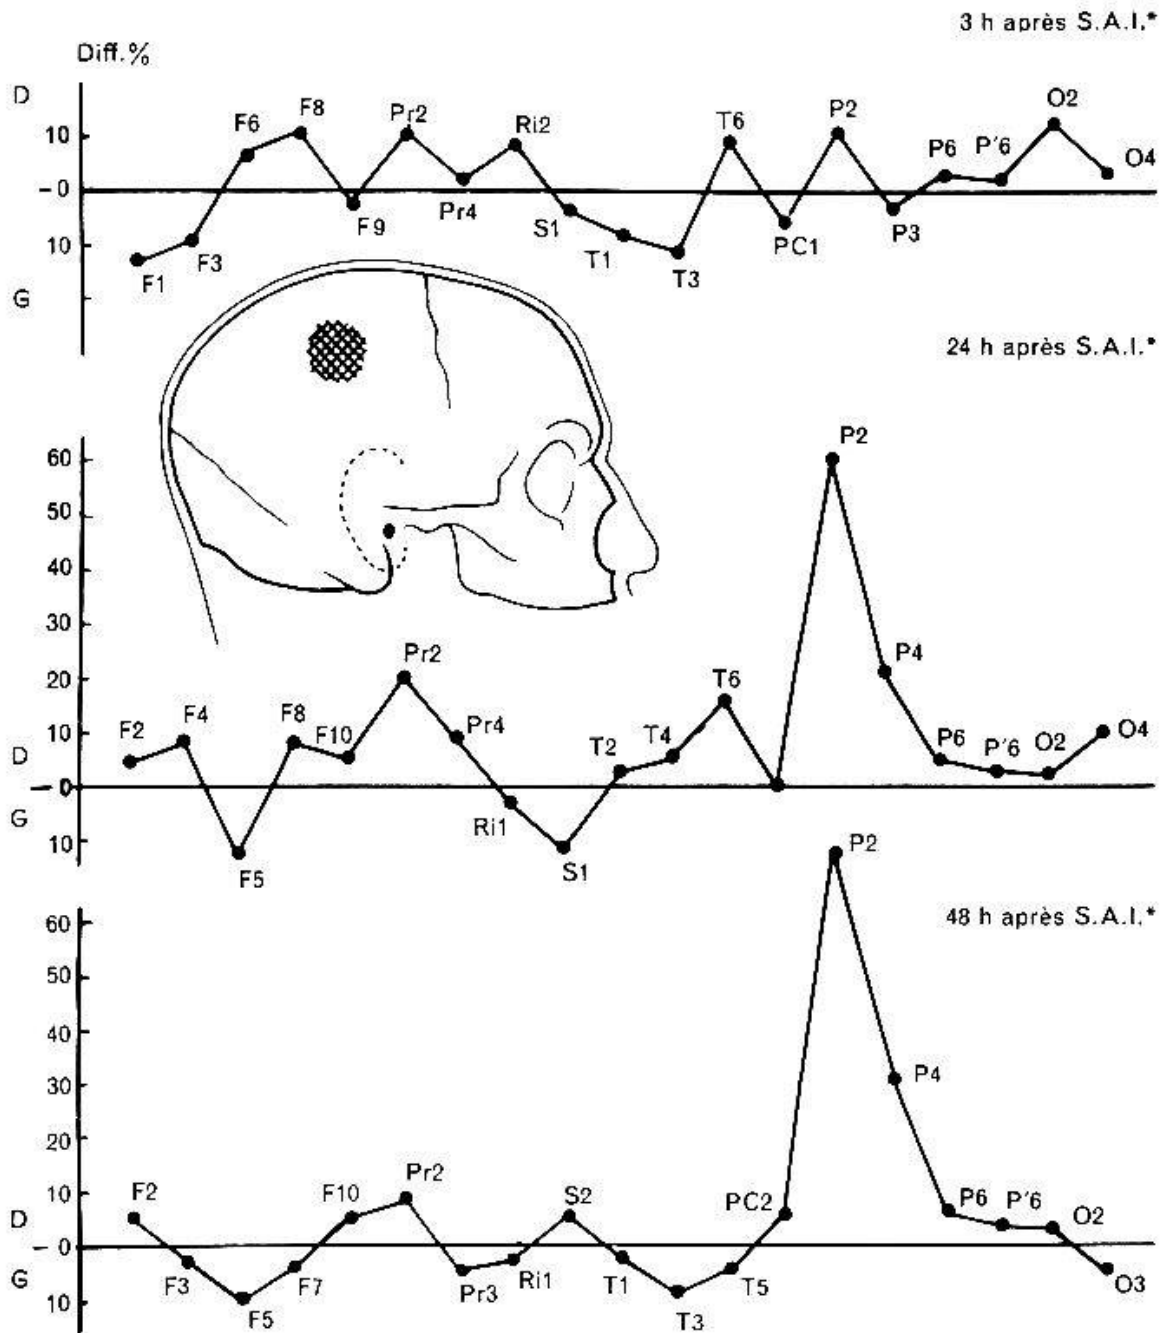 3 h après S.A.I.*
Diff.%
D
10
- 0
10
G
F1 F3 F6 F8 F9 Pr2 Pr4 Ri2 S1 T1 T3 T6 PC1 P2 P3 P6 P'6 O2 O4
24 h après S.A.I.*
60
50
40
30
20
10
D
- 0
G
10
F2 F4 F5 F8 F10 Pr2 Pr4 Ri1 S1 T2 T4 T6 P2 P4 P6 P'6 O2 O4
48 h après S.A.I.*
60
50
40
30
20
10
D
- 0
G
10
F2 F3 F5 F7 F10 Pr2 Pr3 Ri1 S2 T1 T3 T5 PC2 P2 P4 P6 P'6 O2 O3